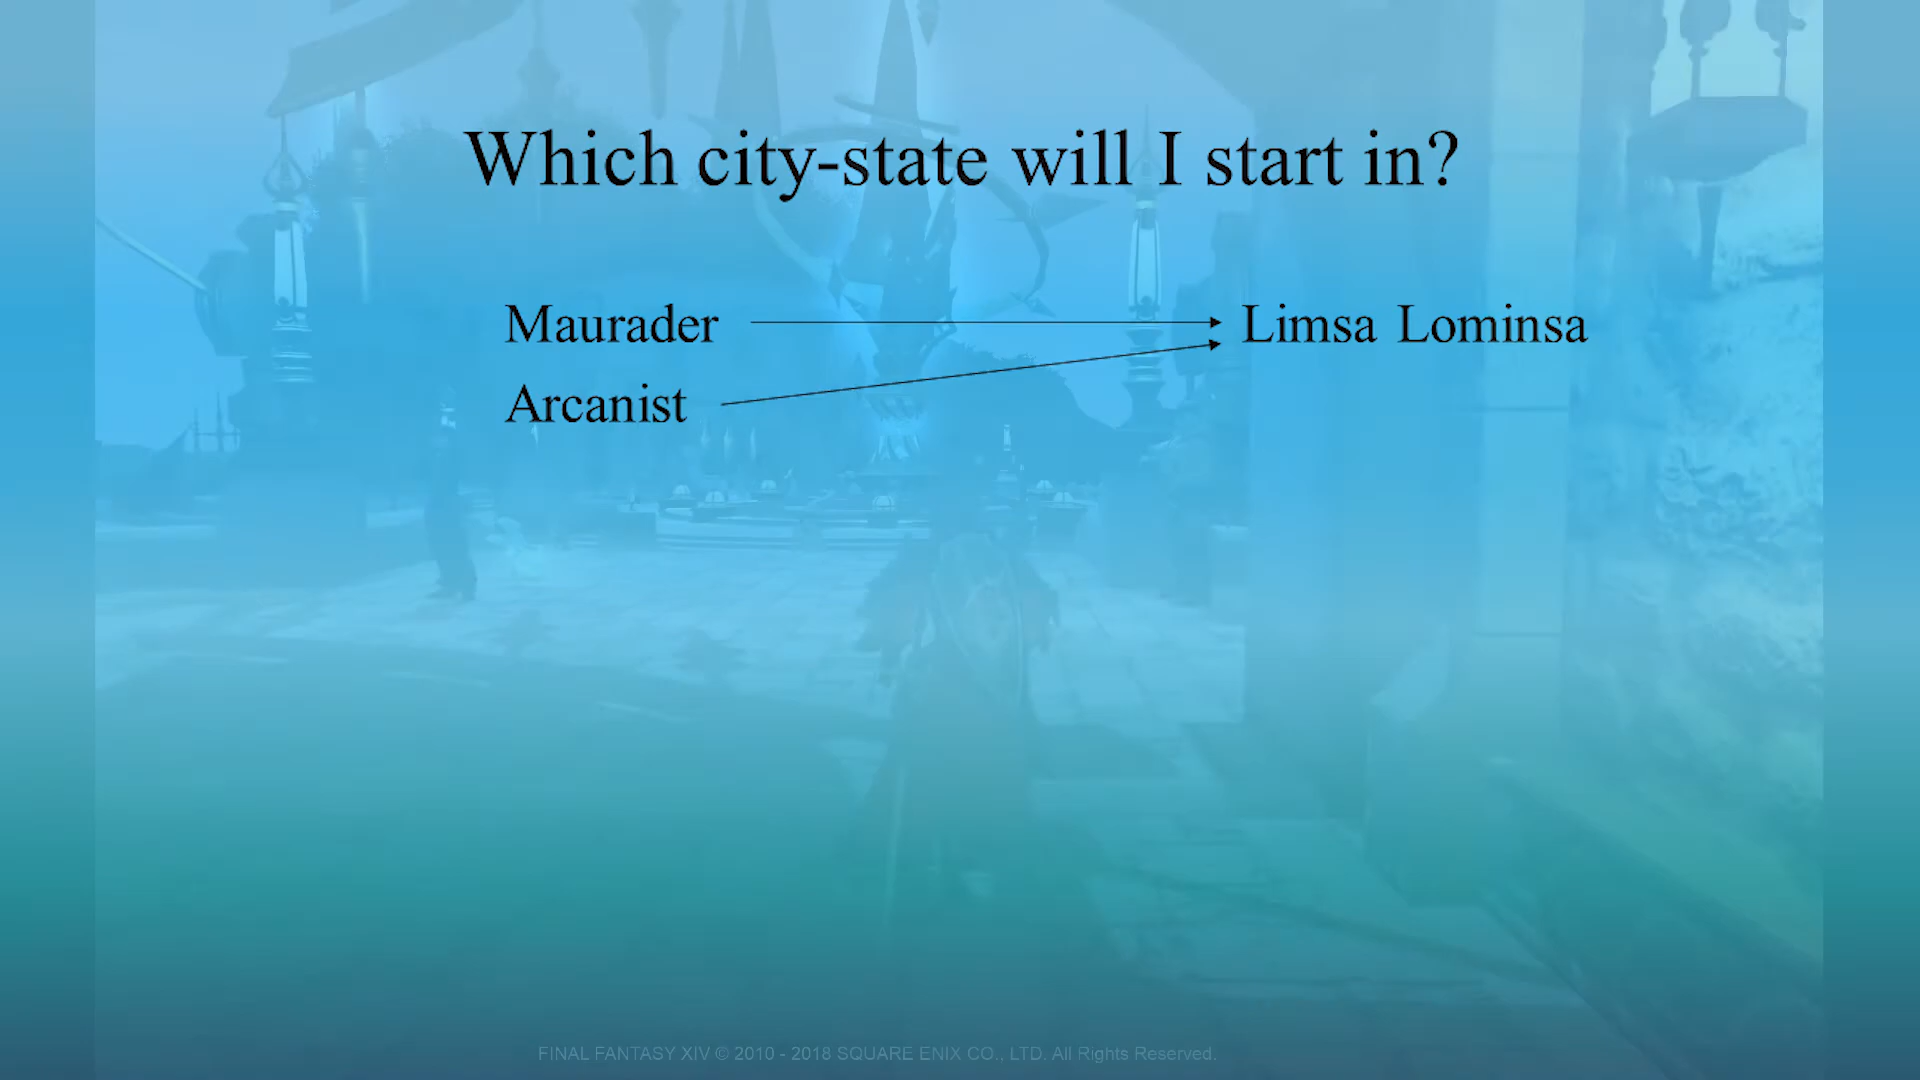 Which city-state will I start in?
Maurader
Limsa Lominsa
Arcanist
FINAL FANTASY XIV © 2010 - 2018 SQUARE ENIX CO., LTD. All Rights Reserved.